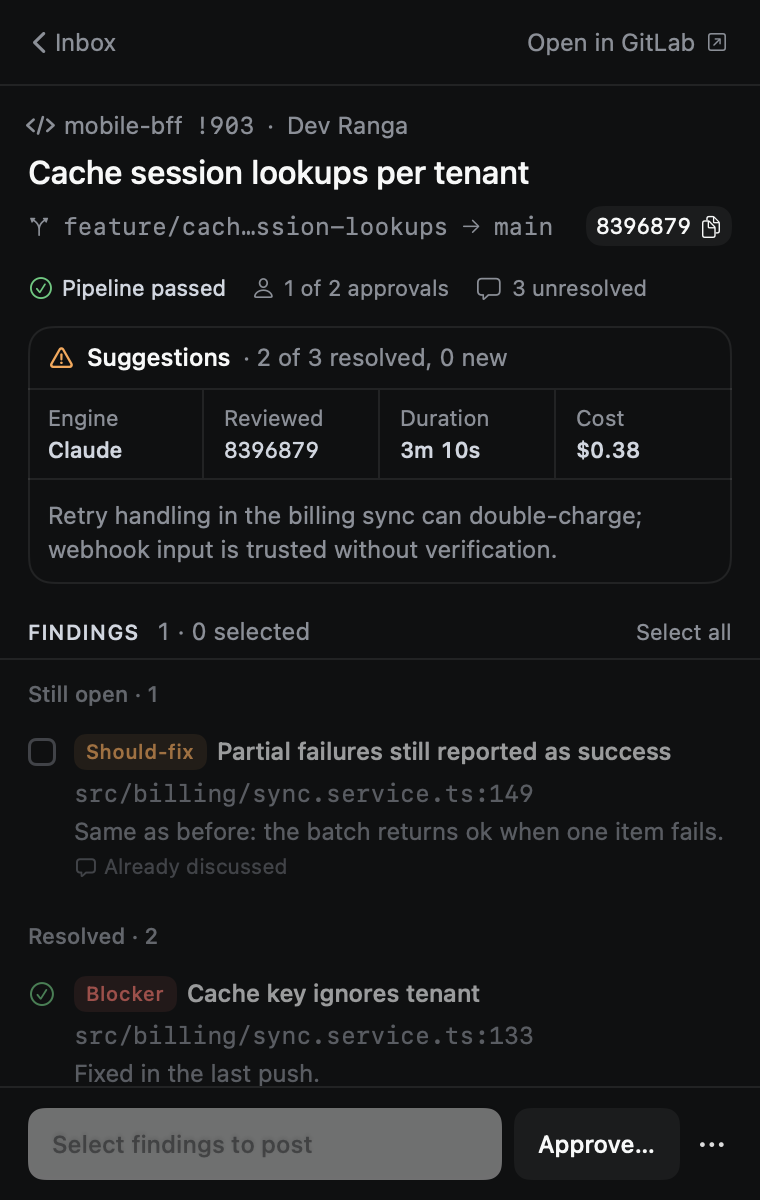 Inbox
Open in GitLab
mobile-bff !903 · Dev Ranga
Cache session lookups per tenant
feature/cach…ssion-lookups → main 8396879
Pipeline passed 1 of 2 approvals 3 unresolved
Suggestions · 2 of 3 resolved, 0 new
Engine Reviewed Duration Cost
Claude 8396879 3m 10s $0.38
Retry handling in the billing sync can double-charge;
webhook input is trusted without verification.
FINDINGS 1 · 0 selected Select all
Still open · 1
Should-fix Partial failures still reported as success
src/billing/sync.service.ts:149
Same as before: the batch returns ok when one item fails.
Already discussed
Resolved · 2
Blocker Cache key ignores tenant
src/billing/sync.service.ts:133
Fixed in the last push.
Select findings to post Approve… ···